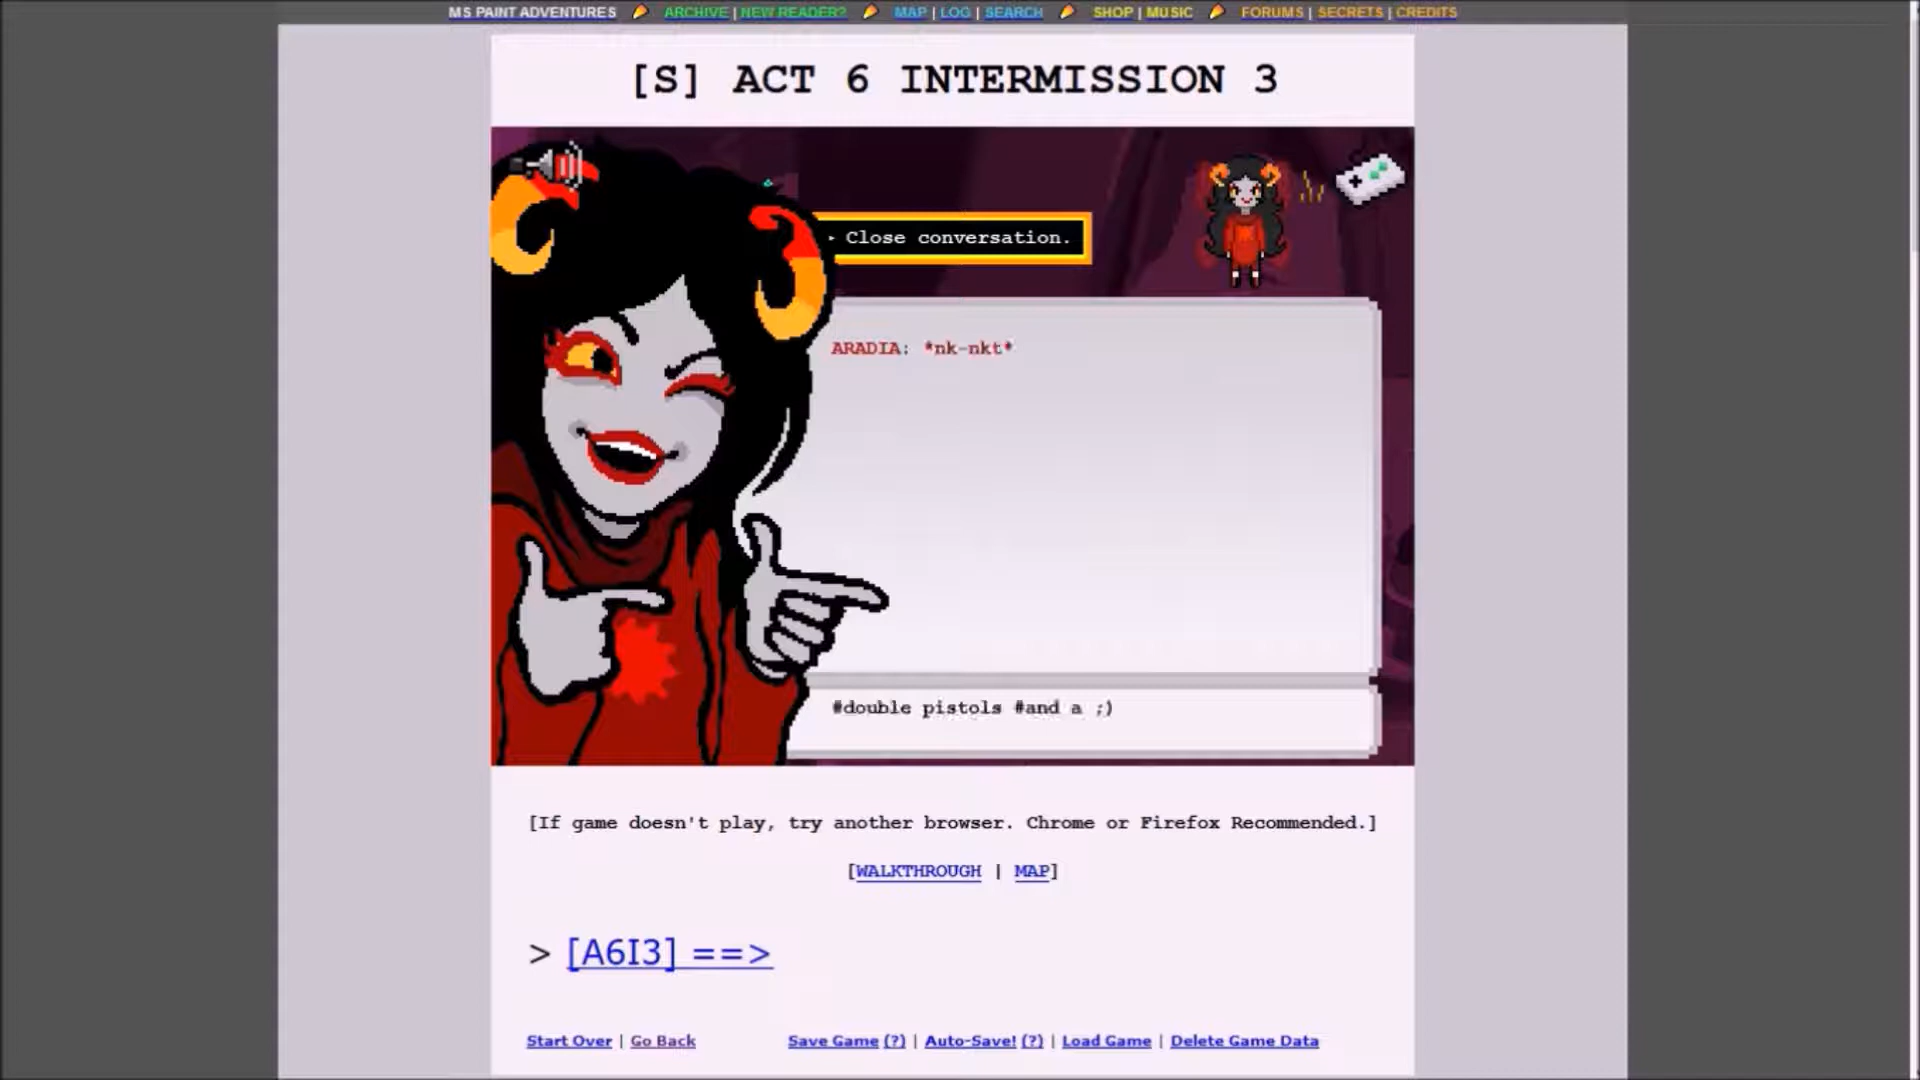 MS PAINT ADVENTURES ARCHIVE | NEW READER? MAP | LOG | SEARCH SHOP | MUSIC FORUMS | SECRETS | CREDITS
[S] ACT 6 INTERMISSION 3
Close conversation.
ARADIA: *nk-nkt*
#double pistols #and a ;)
[If game doesn't play, try another browser. Chrome or Firefox Recommended.]
[WALKTHROUGH | MAP]
> [A6I3] ==>
Start Over | Go Back Save Game (?) | Auto-Save! (?) | Load Game | Delete Game Data